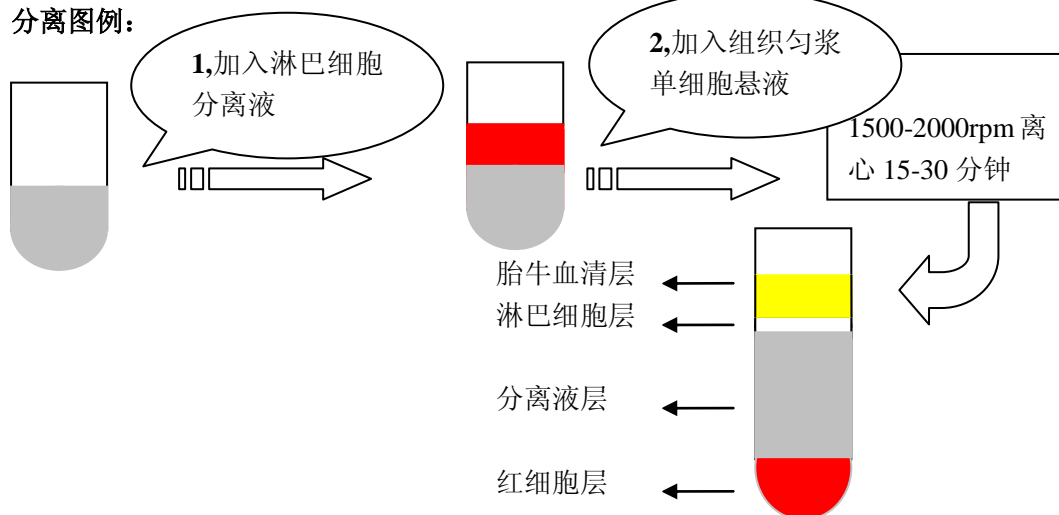 分离图例：
1,加入淋巴细胞
分离液
2,加入组织匀浆
单细胞悬液
1500-2000rpm 离
心 15-30 分钟
胎牛血清层
淋巴细胞层
分离液层
红细胞层